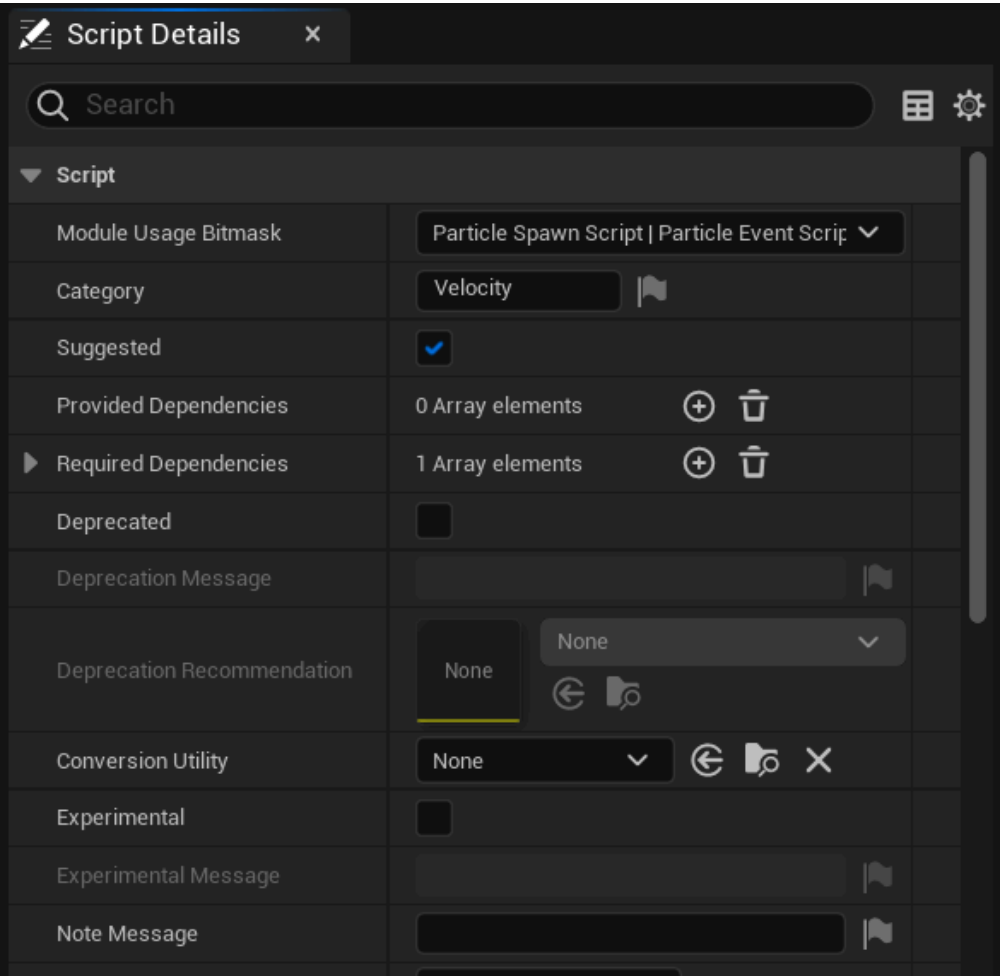 Script Details
Search
Script
Module Usage Bitmask
Particle Spawn Script | Particle Event Scrip
Category
Velocity
Suggested
Provided Dependencies
0 Array elements
Required Dependencies
1 Array elements
Deprecated
Deprecation Message
Deprecation Recommendation
None
None
Conversion Utility
None
Experimental
Experimental Message
Note Message